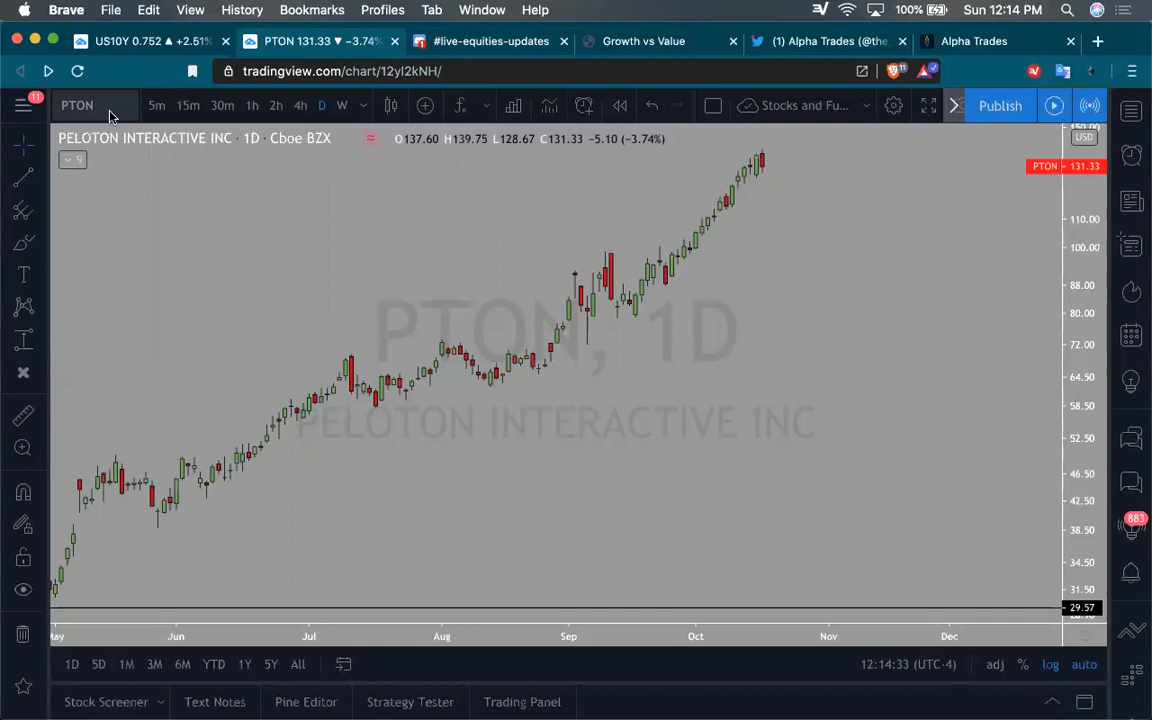 Brave File Edit View History Bookmarks Profiles Tab Window Help 100% Sun 12:14 PM
US10Y 0.752 ▲ +2.51% × PTON 131.33 ▼ −3.74% × #live-equities-updates × Growth vs Value × (1) Alpha Trades (@the_ × Alpha Trades × +
tradingview.com/chart/12yI2kNH/ 11
11 PTON 5m 15m 30m 1h 2h 4h D W Stocks and Fu... Publish
PELOTON INTERACTIVE INC · 1D · Cboe BZX O137.60 H139.75 L128.67 C131.33 −5.10 (−3.74%)
9
150.00
USD
PTON 131.33
110.00
100.00
88.00
80.00
72.00
64.50
58.50
52.50
46.50
42.50
38.50
34.50
31.50
29.57
PTON, 1D
PELOTON INTERACTIVE INC
883
May Jun Jul Aug Sep Oct Nov Dec
1D 5D 1M 3M 6M YTD 1Y 5Y All 12:14:33 (UTC-4) adj % log auto
Stock Screener Text Notes Pine Editor Strategy Tester Trading Panel